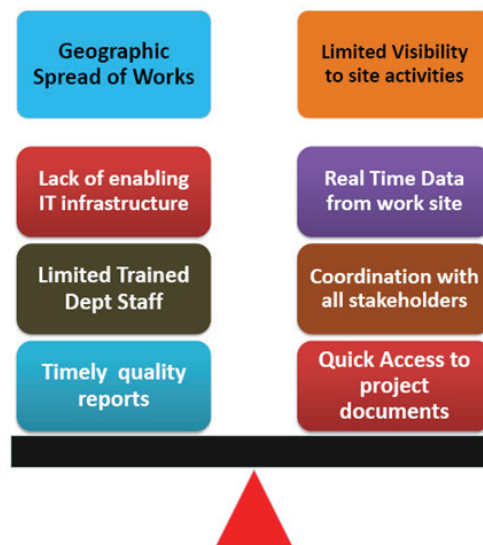 Geographic
Spread of Works
Limited Visibility
to site activities
Lack of enabling
IT infrastructure
Real Time Data
from work site
Limited Trained
Dept Staff
Coordination with
all stakeholders
Timely quality
reports
Quick Access to
project
documents